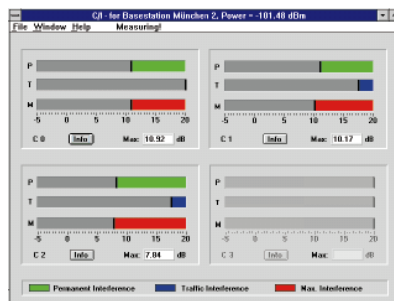 C/I - for Basestation München 2, Power = -101.48 dBm
File Window Help Measuring!
P
T
M
-5 0 5 10 15 20
C 0 Info Max: 10.92 dB
P
T
M
-5 0 5 10 15 20
C 1 Info Max: 10.17 dB
P
T
M
-5 0 5 10 15 20
C 2 Info Max: 7.84 dB
P
T
M
-5 0 5 10 15 20
C 3 Info Max: dB
Permanent Interference Traffic Interference Max. Interference